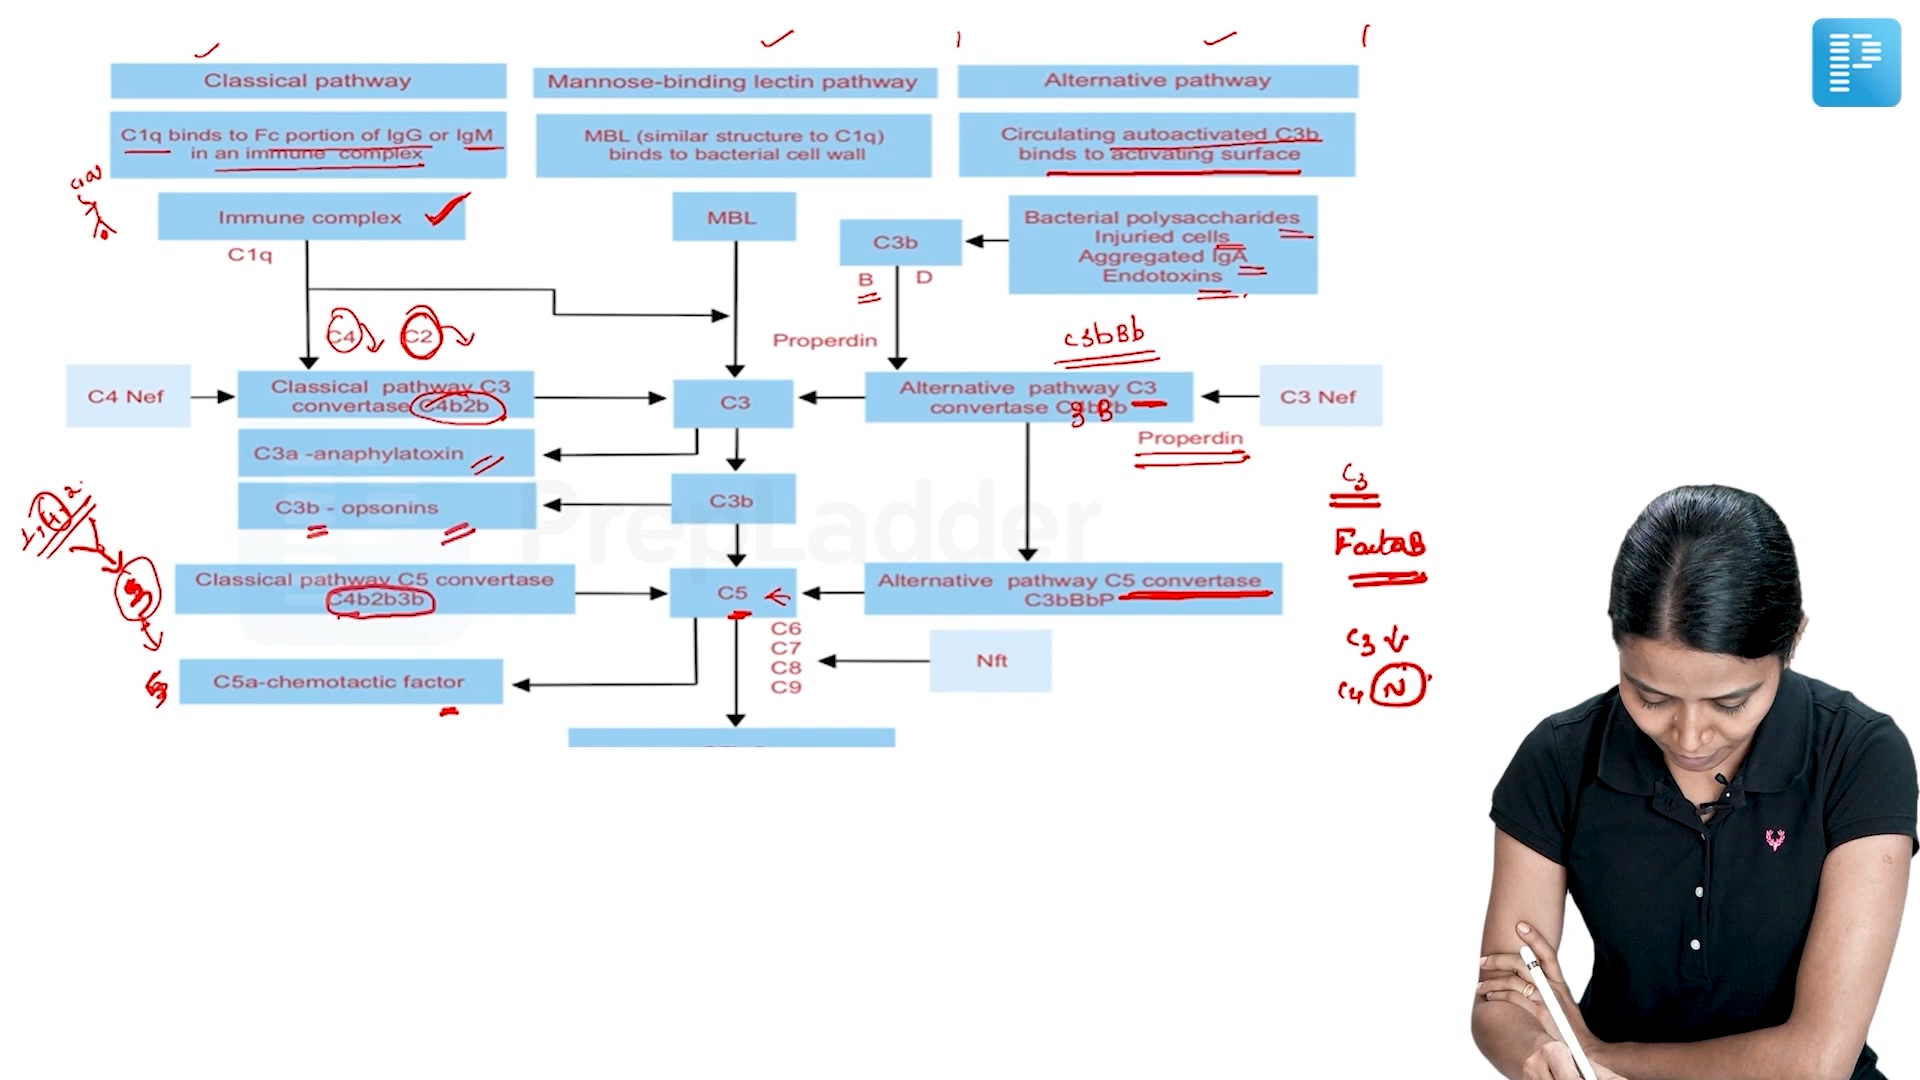 Classical pathway
Mannose-binding lectin pathway
Alternative pathway
C1q binds to Fc portion of IgG or IgM
in an immune complex
MBL (similar structure to C1q)
binds to bacterial cell wall
Circulating autoactivated C3b
binds to activating surface
Immune complex
C1q
MBL
C3b
B
D
Bacterial polysaccharides
Injuried cells
Aggregated IgA
Endotoxins
C4
C2
Properdin
C3bBb
C4 Nef
Classical pathway C3
convertase C4b2b
C3
Alternative pathway C3
convertase C4b2b
3 B
C3 Nef
Properdin
C3a -anaphylatoxin
C3b - opsonins
C3b
PrepLadder
C3
Factor B
Classical pathway C5 convertase
C4b2b3b
C5
Alternative pathway C5 convertase
C3bBbP
C6
C7
C8
C9
Nft
C3 ↓
C4 N
C5a-chemotactic factor